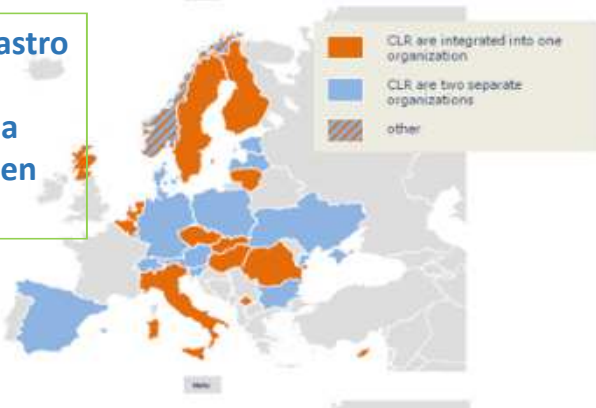 astro
a
en
CLR are integrated into one
organization
CLR are two separate
organizations
other